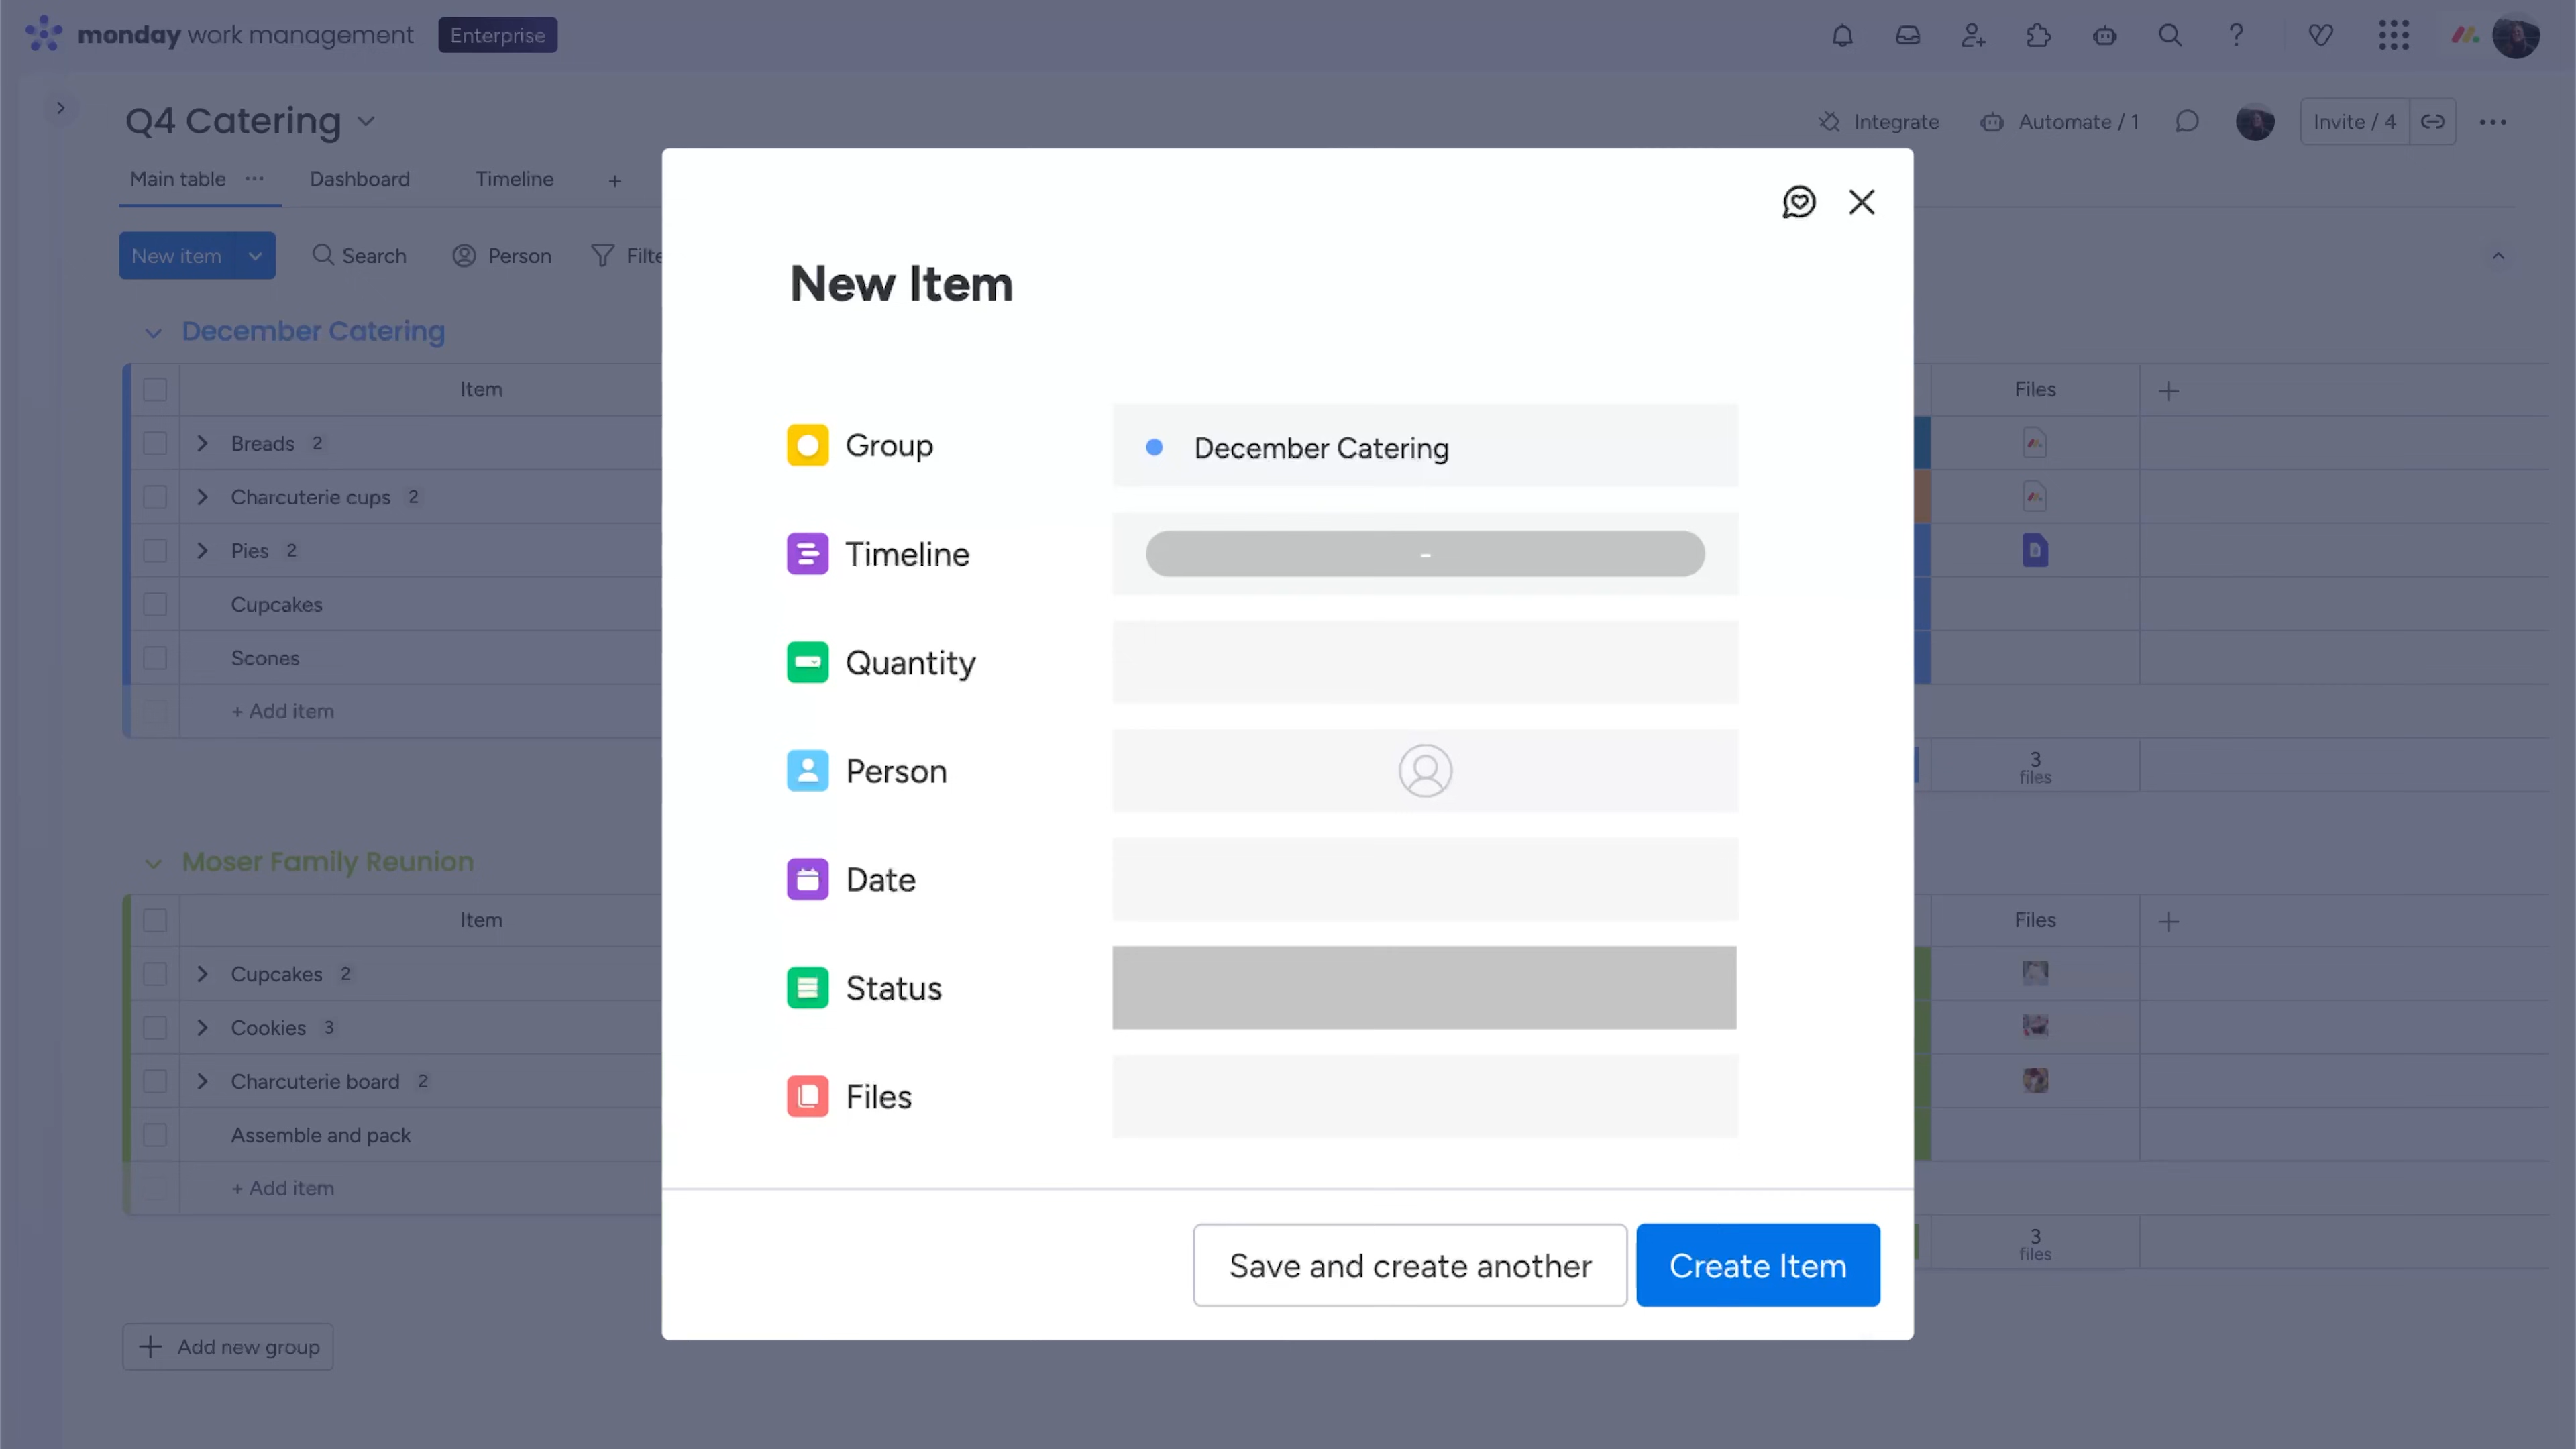 monday work management Enterprise
Q4 Catering
Integrate
Automate / 1
Invite / 4
Main table
Dashboard
Timeline
New item
Search
Person
December Catering
Item
Files
Breads 2
Charcuterie cups 2
Pies 2
Cupcakes
Scones
+ Add item
3
files
Moser Family Reunion
Item
Files
Cupcakes 2
Cookies 3
Charcuterie board 2
Assemble and pack
+ Add item
3
files
+ Add new group
New Item
Group
December Catering
Timeline
-
Quantity
Person
Date
Status
Files
Save and create another
Create Item